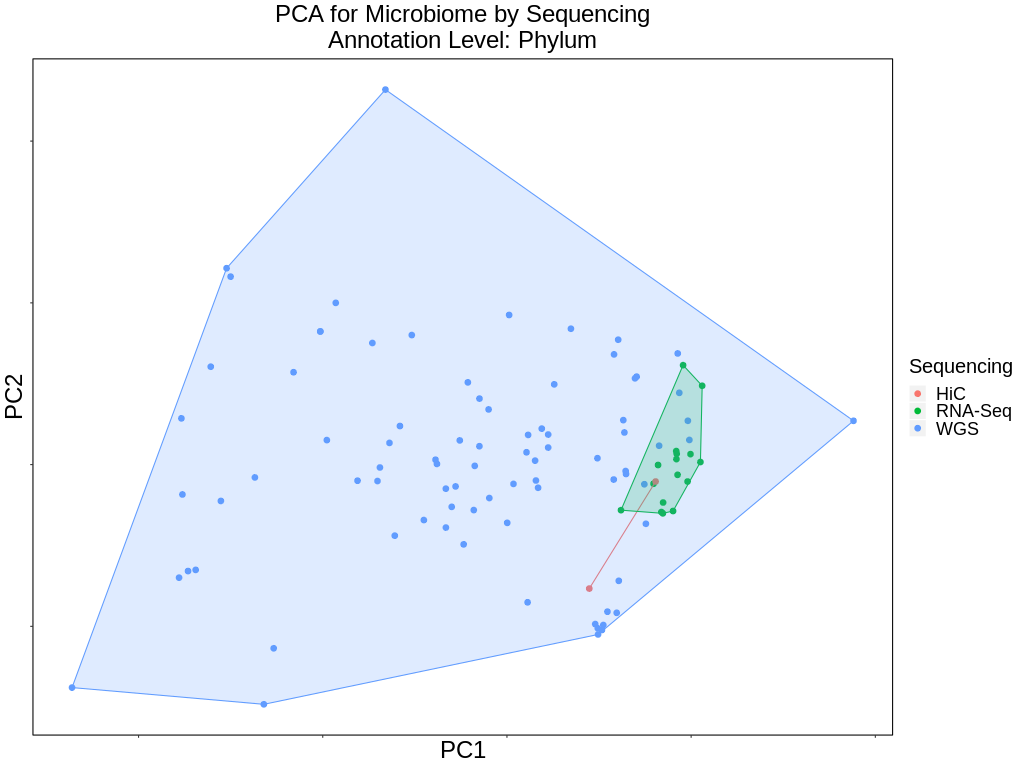 PCA for Microbiome by Sequencing
Annotation Level: Phylum
PC2
PC1
Sequencing
HiC
RNA-Seq
WGS